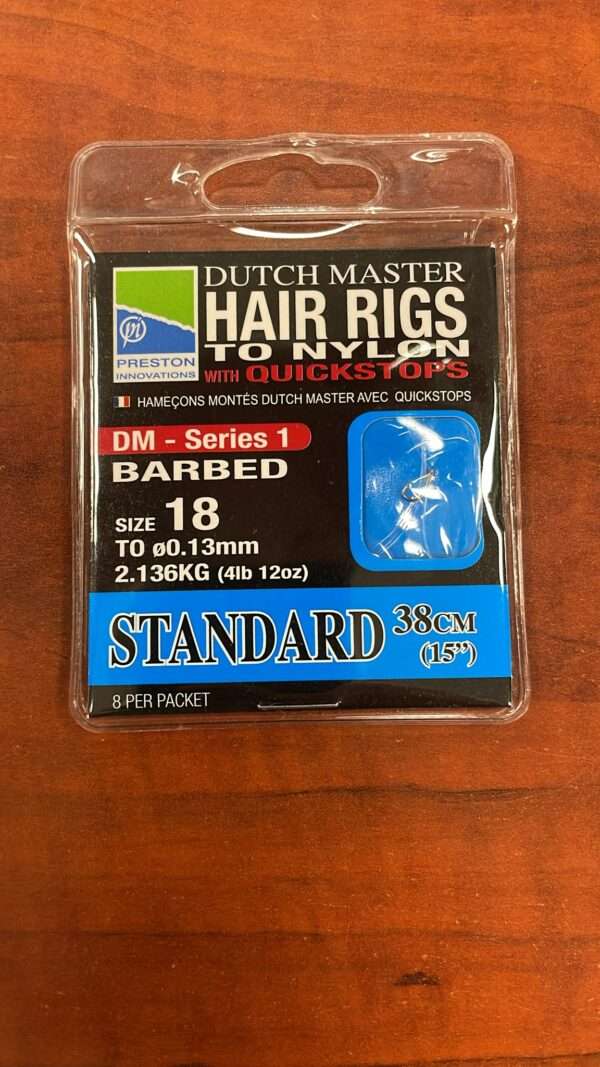 DUTCH MASTER
HAIR RIGS
TO NYLON
WITH QUICKSTOPS
pi
PRESTON
INNOVATIONS
HAMEÇONS MONTÉS DUTCH MASTER AVEC QUICKSTOPS
DM - Series 1
BARBED
SIZE 18
TO ø0.13mm
2.136KG (4lb 12oz)
STANDARD 38CM
(15”)
8 PER PACKET